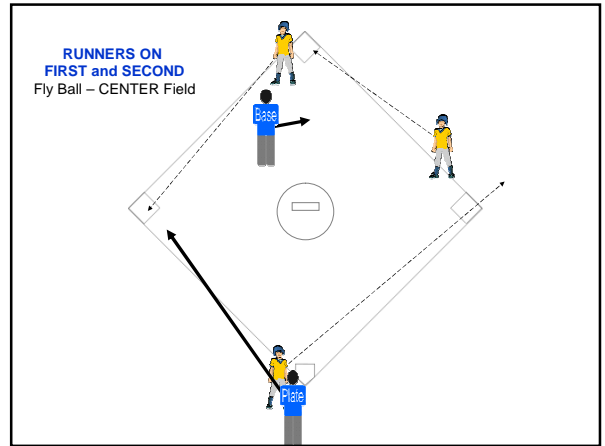 RUNNERS ON
FIRST and SECOND
Fly Ball – CENTER Field
Base
Plate